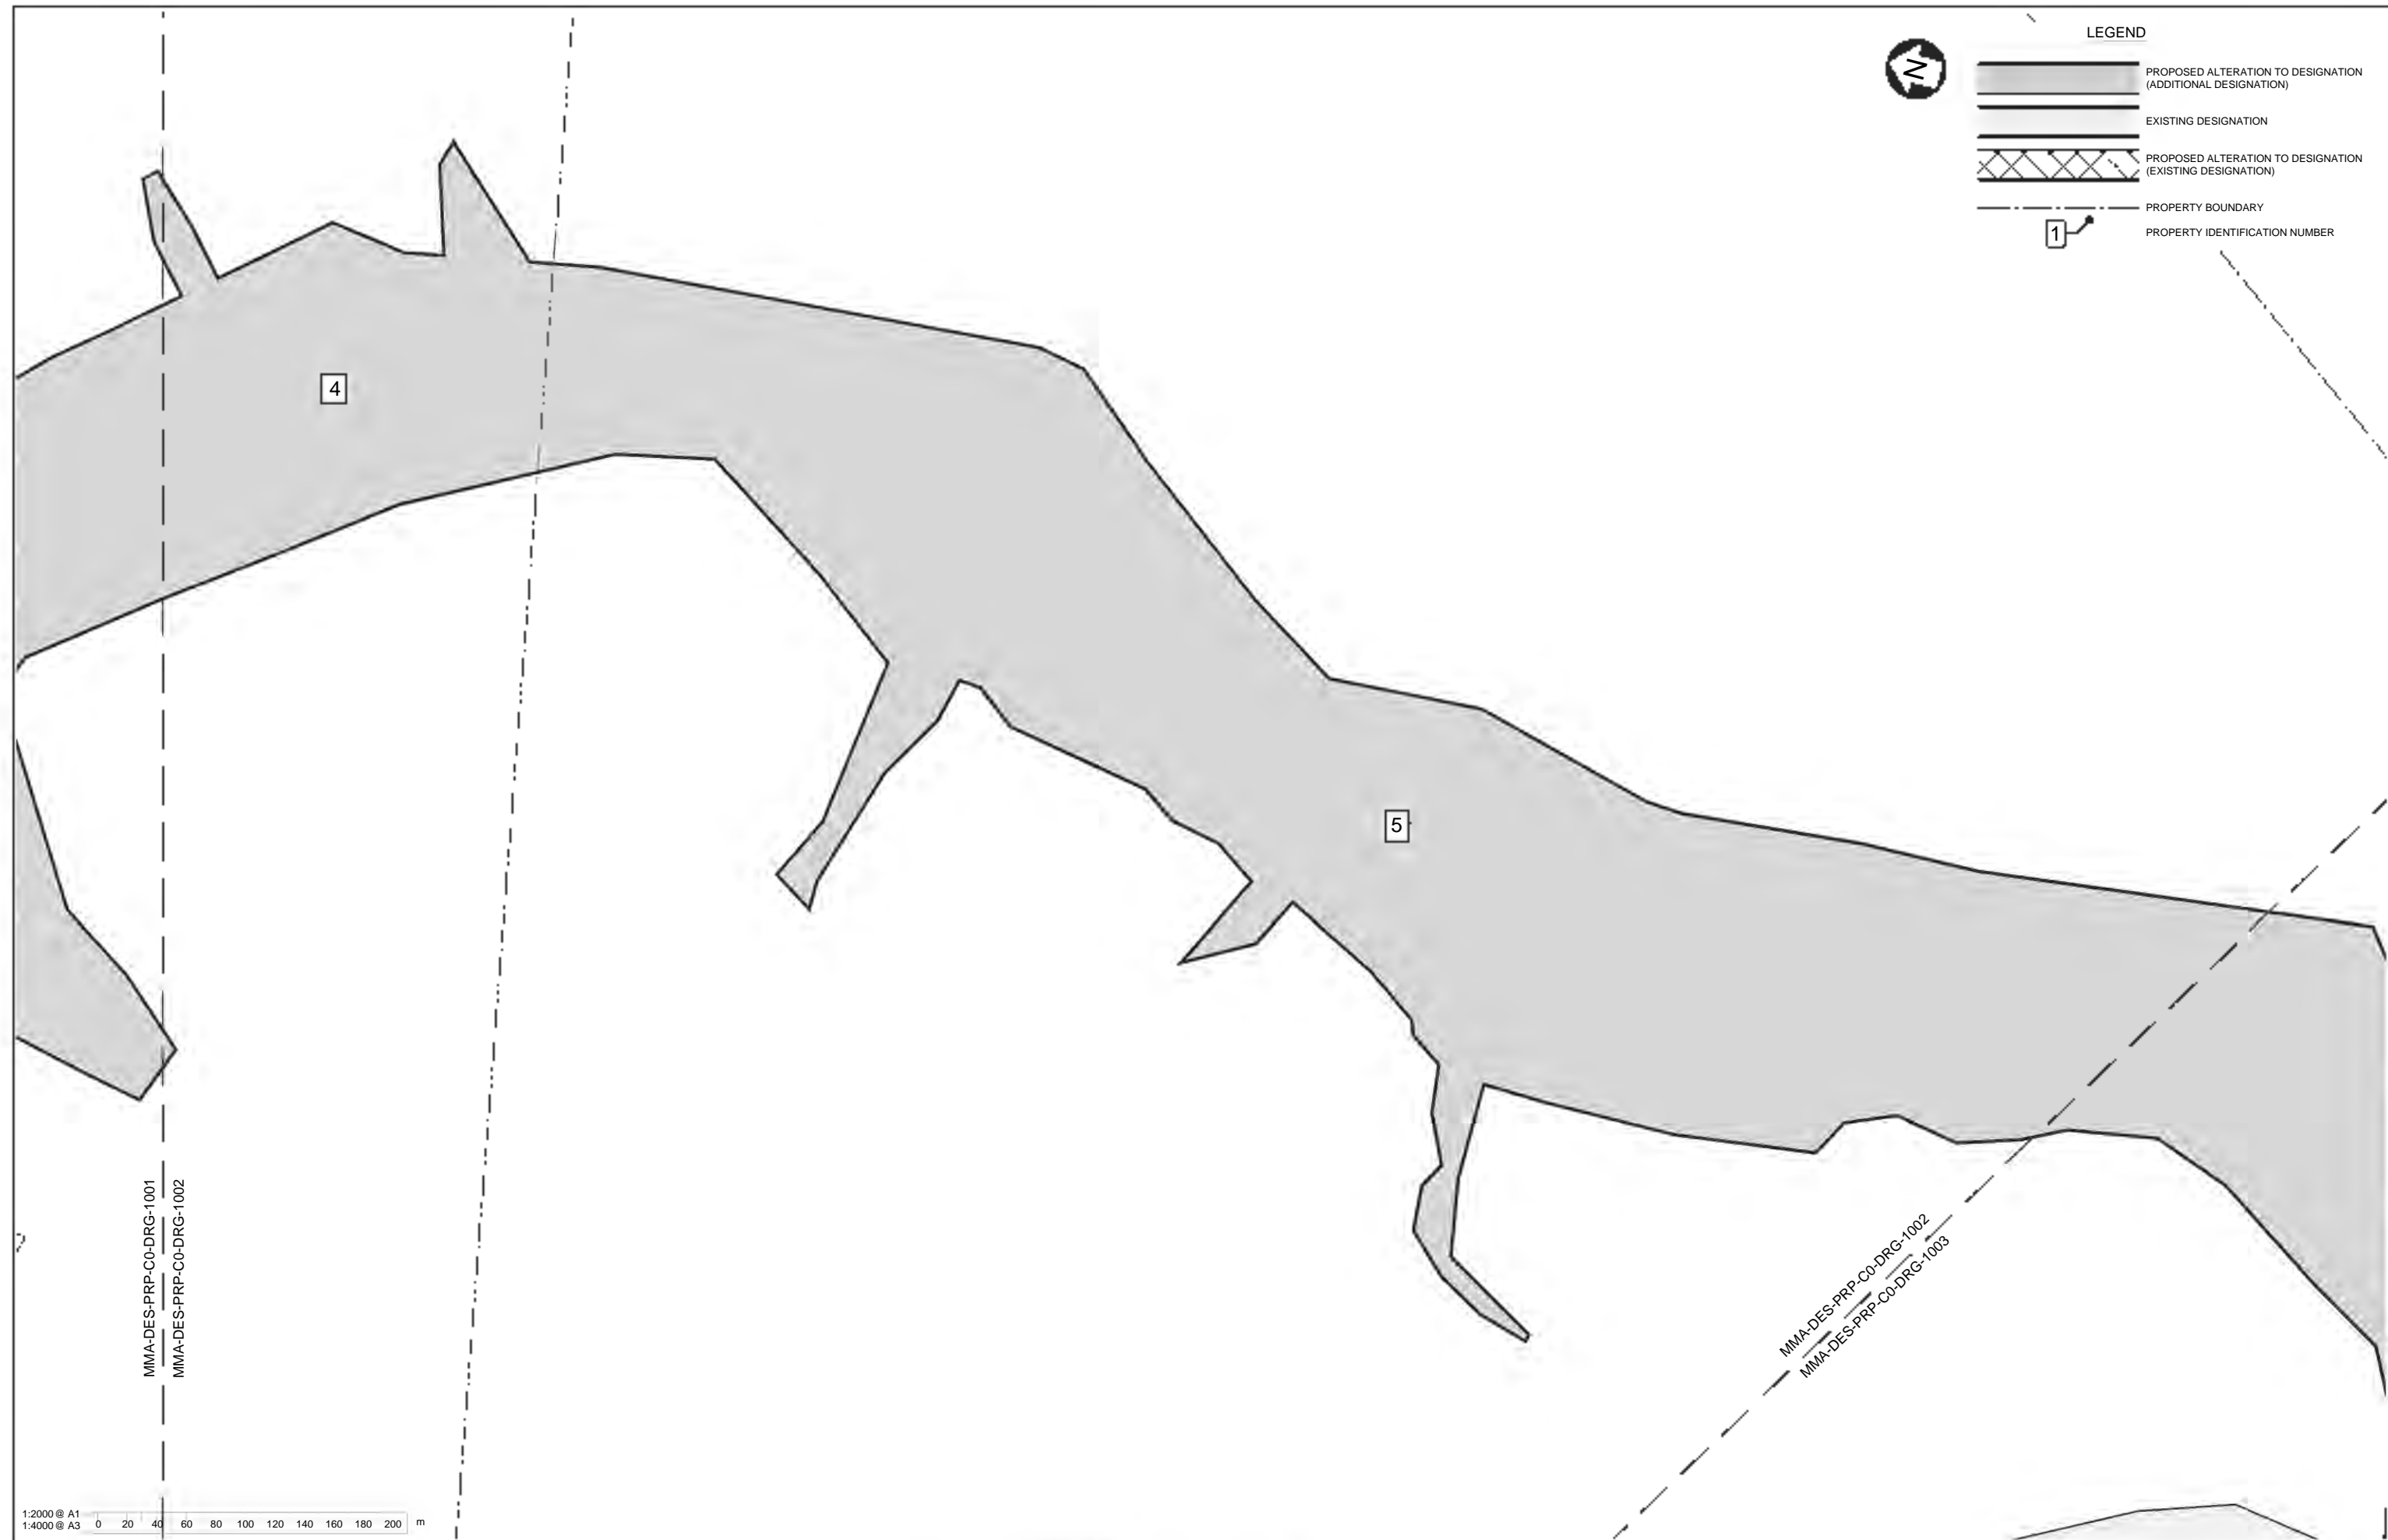 LEGEND
N
PROPOSED ALTERATION TO DESIGNATION
(ADDITIONAL DESIGNATION)
EXISTING DESIGNATION
PROPOSED ALTERATION TO DESIGNATION
(EXISTING DESIGNATION)
PROPERTY BOUNDARY
1
PROPERTY IDENTIFICATION NUMBER
4
5
MMA-DES-PRP-C0-DRG-1001
MMA-DES-PRP-C0-DRG-1002
MMA-DES-PRP-C0-DRG-1002
MMA-DES-PRP-C0-DRG-1003
1:2000 @ A1
1:4000 @ A3
0 20 40 60 80 100 120 140 160 180 200 m